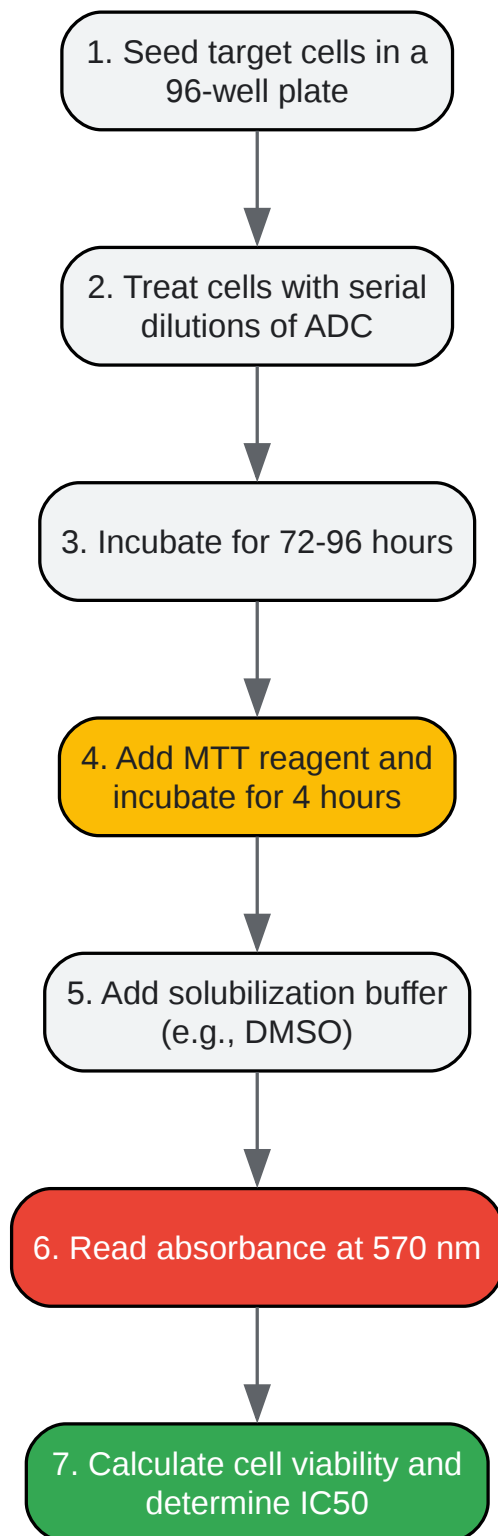 1. Seed target cells in a
96-well plate
2. Treat cells with serial
dilutions of ADC
3. Incubate for 72-96 hours
4. Add MTT reagent and
incubate for 4 hours
5. Add solubilization buffer
(e.g., DMSO)
6. Read absorbance at 570 nm
7. Calculate cell viability and
determine IC50